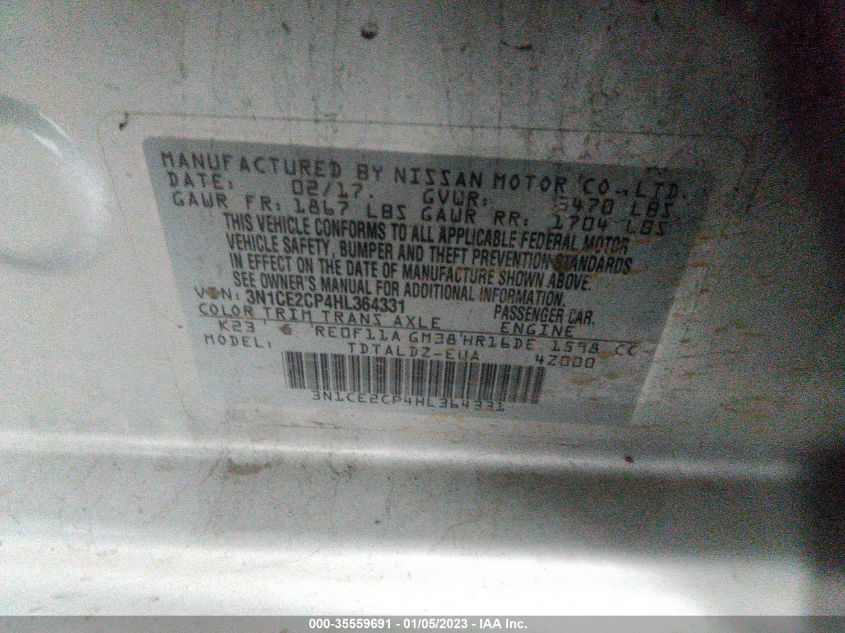 MANUFACTURED BY NISSAN MOTOR CO., LTD.
DATE: 02/17. GVWR: 3470 LBS
GAWR FR: 1867 LBS GAWR RR: 1704 LBS
THIS VEHICLE CONFORMS TO ALL APPLICABLE FEDERAL MOTOR
VEHICLE SAFETY, BUMPER AND THEFT PREVENTION STANDARDS
IN EFFECT ON THE DATE OF MANUFACTURE SHOWN ABOVE.
SEE OWNER'S MANUAL FOR ADDITIONAL INFORMATION.
VIN: 3N1CE2CP4HL364331 PASSENGER CAR.
COLOR TRIM TRANS AXLE ENGINE
K23 G RE0F11A GM38 HR16DE 1598 CC
MODEL: TDTALDZ-EUA 4Z000
3N1CE2CP4HL364331
000-35559691 - 01/05/2023 - IAA Inc.